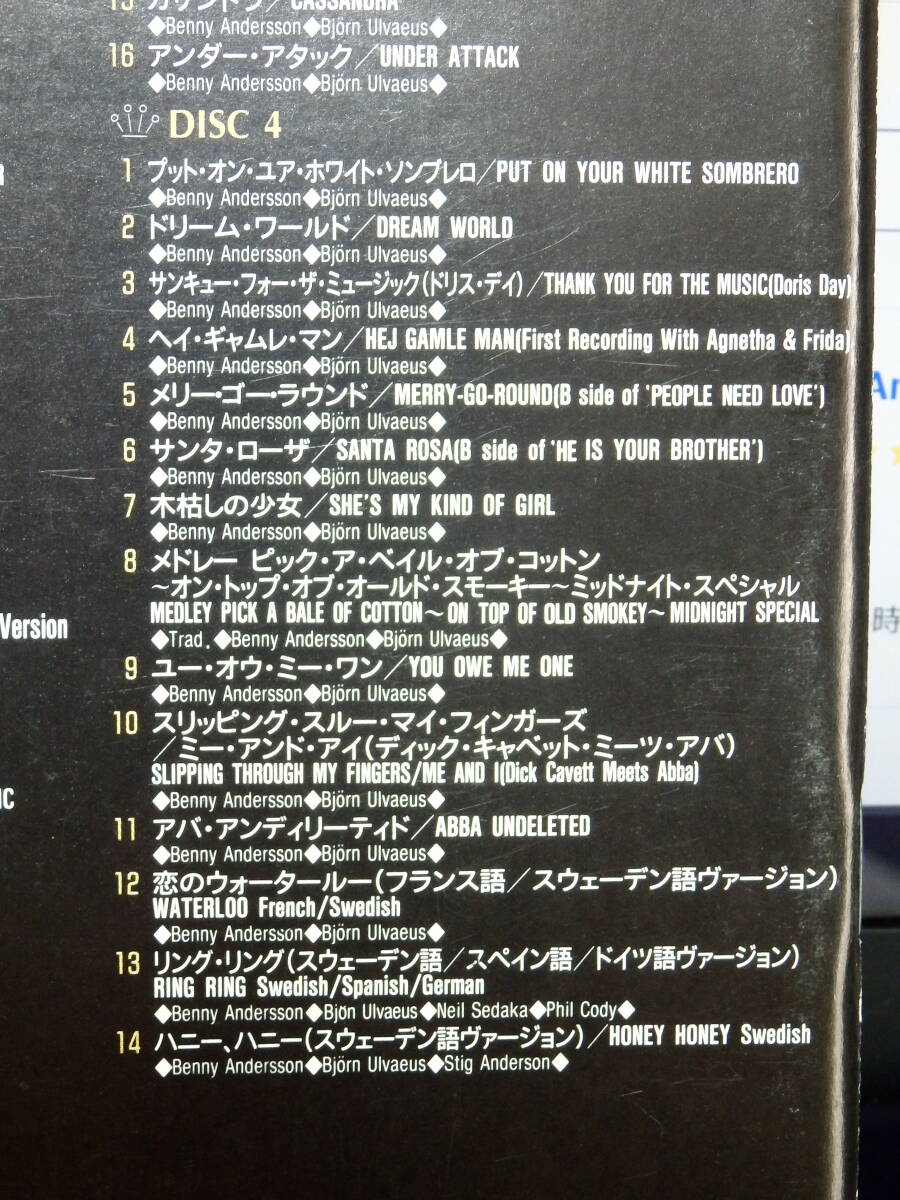 15 カサンドラ／CASSANDRA
◆Benny Andersson◆Björn Ulvaeus◆
16 アンダー・アタック／UNDER ATTACK
◆Benny Andersson◆Björn Ulvaeus◆
DISC 4
1 プット・オン・ユア・ホワイト・ソンブレロ／PUT ON YOUR WHITE SOMBRERO
◆Benny Andersson◆Björn Ulvaeus◆
2 ドリーム・ワールド／DREAM WORLD
◆Benny Andersson◆Björn Ulvaeus◆
3 サンキュー・フォー・ザ・ミュージック(ドリス・デイ)／THANK YOU FOR THE MUSIC(Doris Day)
◆Benny Andersson◆Björn Ulvaeus◆
4 ヘイ・ギャムレ・マン／HEJ GAMLE MAN(First Recording With Agnetha & Frida)
◆Benny Andersson◆Björn Ulvaeus◆
5 メリー・ゴー・ラウンド／MERRY-GO-ROUND(B side of 'PEOPLE NEED LOVE')
◆Benny Andersson◆Björn Ulvaeus◆
6 サンタ・ローザ／SANTA ROSA(B side of 'HE IS YOUR BROTHER')
◆Benny Andersson◆Björn Ulvaeus◆
7 木枯しの少女／SHE'S MY KIND OF GIRL
◆Benny Andersson◆Björn Ulvaeus◆
8 メドレー ピック・ア・ベイル・オブ・コットン
～オン・トップ・オブ・オールド・スモーキー～ミッドナイト・スペシャル
MEDLEY PICK A BALE OF COTTON～ON TOP OF OLD SMOKEY～MIDNIGHT SPECIAL
Version
◆Trad.◆Benny Andersson◆Björn Ulvaeus◆
9 ユー・オウ・ミー・ワン／YOU OWE ME ONE
◆Benny Andersson◆Björn Ulvaeus◆
10 スリッピング・スルー・マイ・フィンガーズ
／ミー・アンド・アイ(ディック・キャベット・ミーツ・アバ)
SLIPPING THROUGH MY FINGERS/ME AND I(Dick Cavett Meets Abba)
IC
◆Benny Andersson◆Björn Ulvaeus◆
11 アバ・アンディリーティド／ABBA UNDELETED
◆Benny Andersson◆Björn Ulvaeus◆
12 恋のウォータールー(フランス語／スウェーデン語ヴァージョン)
WATERLOO French/Swedish
◆Benny Andersson◆Björn Ulvaeus◆
13 リング・リング(スウェーデン語／スペイン語／ドイツ語ヴァージョン)
RING RING Swedish/Spanish/German
◆Benny Andersson◆Björn Ulvaeus◆Neil Sedaka◆Phil Cody◆
14 ハニー、ハニー(スウェーデン語ヴァージョン)／HONEY HONEY Swedish
◆Benny Andersson◆Björn Ulvaeus◆Stig Anderson◆
An
時